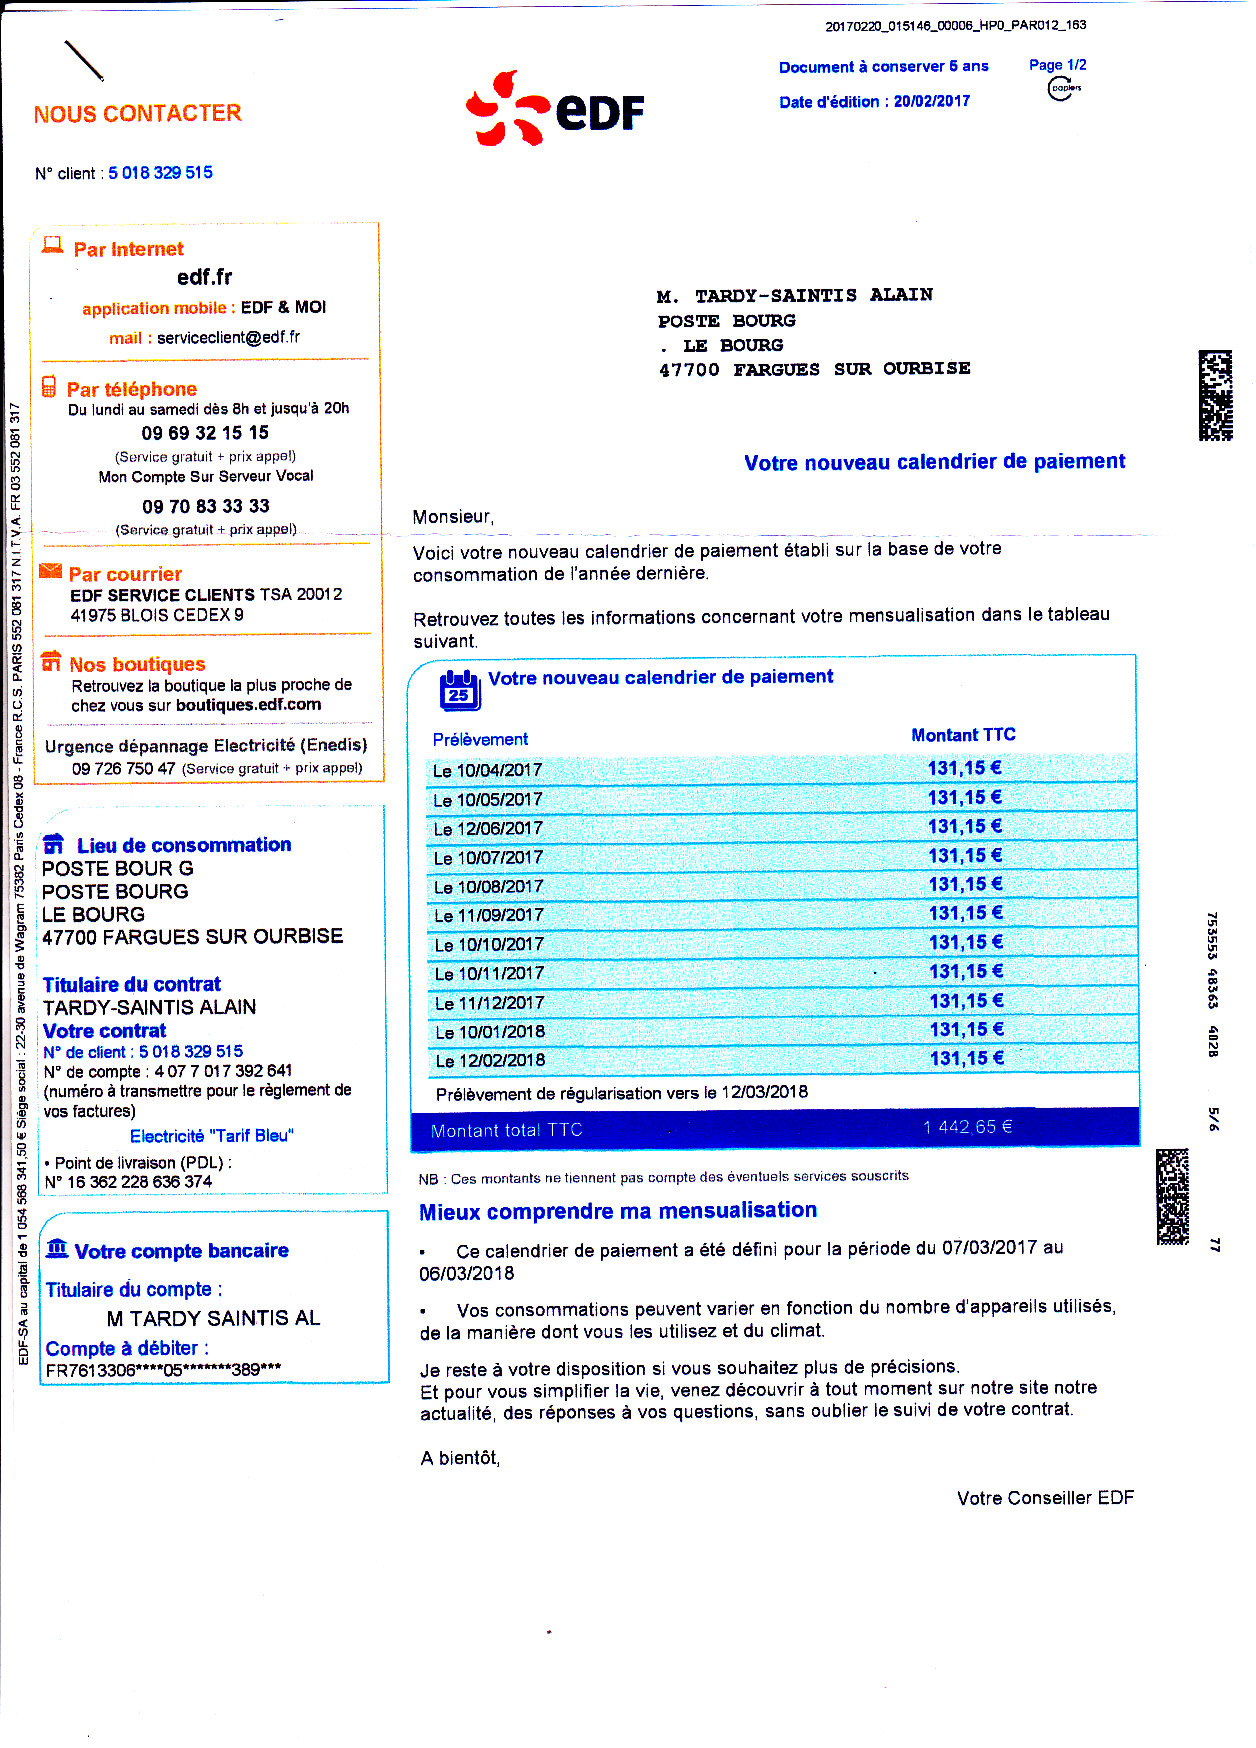 20170220_015146_00006_HP0_PAR012_163
Document à conserver 5 ans
Page 1/2
papiers
Date d'édition : 20/02/2017
NOUS CONTACTER
eDF
N° client : 5 018 329 515
Par Internet
edf.fr
application mobile : EDF & MOI
mail : serviceclient@edf.fr
Par téléphone
Du lundi au samedi dès 8h et jusqu'à 20h
09 69 32 15 15
(Service gratuit + prix appel)
Mon Compte Sur Serveur Vocal
09 70 83 33 33
(Service gratuit + prix appel)
Par courrier
EDF SERVICE CLIENTS TSA 20012
41975 BLOIS CEDEX 9
Nos boutiques
Retrouvez la boutique la plus proche de
chez vous sur boutiques.edf.com
Urgence dépannage Electricité (Enedis)
09 726 750 47 (Service gratuit + prix appel)
Lieu de consommation
POSTE BOUR G
POSTE BOURG
LE BOURG
47700 FARGUES SUR OURBISE
Titulaire du contrat
TARDY-SAINTIS ALAIN
Votre contrat
N° de client : 5 018 329 515
N° de compte : 4 07 7 017 392 641
(numéro à transmettre pour le règlement de
vos factures)
Electricité "Tarif Bleu"
• Point de livraison (PDL) :
N° 16 362 228 636 374
Votre compte bancaire
Titulaire du compte :
M TARDY SAINTIS AL
Compte à débiter :
FR7613306****05*******389***
EDF-SA au capital de 1 054 568 341,50 € Siège social : 22-30 avenue de Wagram 75382 Paris Cedex 08 - France R.C.S. PARIS 552 081 317 N.I. T.V.A. FR 03 552 081 317
M. TARDY-SAINTIS ALAIN
POSTE BOURG
. LE BOURG
47700 FARGUES SUR OURBISE
Votre nouveau calendrier de paiement
Monsieur,
Voici votre nouveau calendrier de paiement établi sur la base de votre
consommation de l'année dernière.
Retrouvez toutes les informations concernant votre mensualisation dans le tableau
suivant.
25
Votre nouveau calendrier de paiement
Prélèvement Montant TTC
Le 10/04/2017 131,15 €
Le 10/05/2017 131,15 €
Le 12/06/2017 131,15 €
Le 10/07/2017 131,15 €
Le 10/08/2017 131,15 €
Le 11/09/2017 131,15 €
Le 10/10/2017 131,15 €
Le 10/11/2017 131,15 €
Le 11/12/2017 131,15 €
Le 10/01/2018 131,15 €
Le 12/02/2018 131,15 €
Prélèvement de régularisation vers le 12/03/2018
Montant total TTC 1 442,65 €
NB : Ces montants ne tiennent pas compte des éventuels services souscrits
Mieux comprendre ma mensualisation
• Ce calendrier de paiement a été défini pour la période du 07/03/2017 au
06/03/2018
• Vos consommations peuvent varier en fonction du nombre d'appareils utilisés,
de la manière dont vous les utilisez et du climat.
Je reste à votre disposition si vous souhaitez plus de précisions.
Et pour vous simplifier la vie, venez découvrir à tout moment sur notre site notre
actualité, des réponses à vos questions, sans oublier le suivi de votre contrat.
A bientôt,
Votre Conseiller EDF
75353 48363 4028 5/6
77